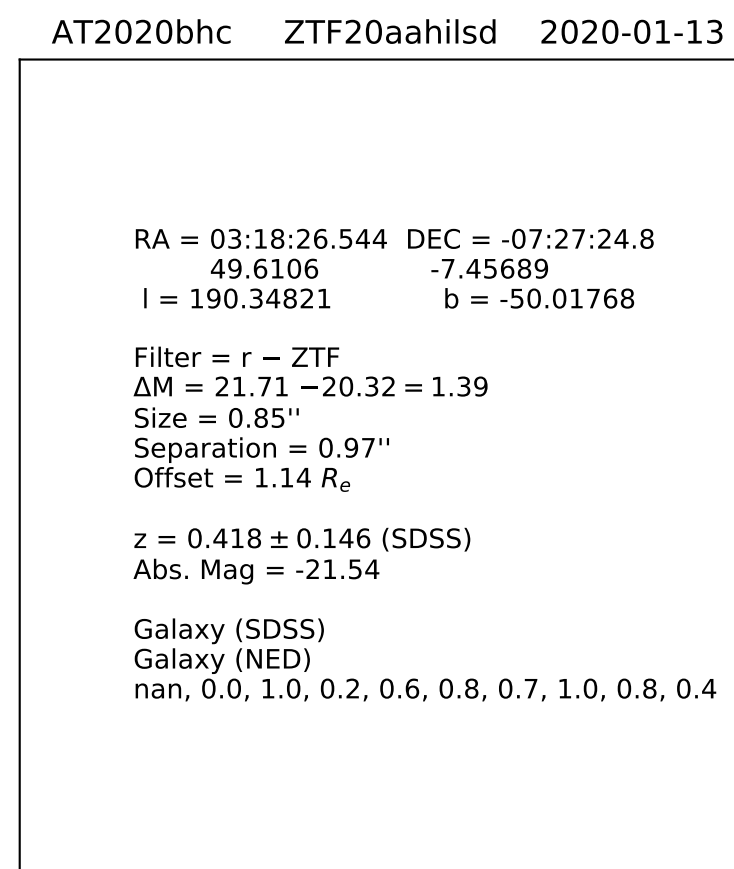 AT2020bhc ZTF20aahilsd 2020-01-13
RA = 03:18:26.544 DEC = -07:27:24.8
49.6106 -7.45689
l = 190.34821 b = -50.01768
Filter = r − ZTF
ΔM = 21.71 −20.32 = 1.39
Size = 0.85''
Separation = 0.97''
Offset = 1.14 Re
z = 0.418 ± 0.146 (SDSS)
Abs. Mag = -21.54
Galaxy (SDSS)
Galaxy (NED)
nan, 0.0, 1.0, 0.2, 0.6, 0.8, 0.7, 1.0, 0.8, 0.4